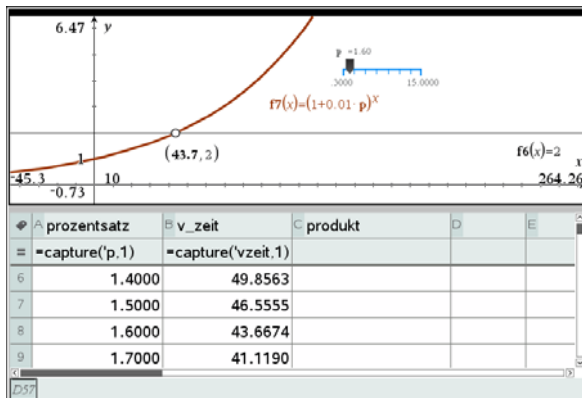 6.47 y
p =1.60
.3000 15.0000
f7(x)=(1+0.01·p)^x
(43.7,2)
f6(x)=2
1 x
-45.3 10 264.26
-0.73
A prozentsatz B v_zeit C produkt D E
= =capture('p,1) =capture('vzeit,1)
6 1.4000 49.8563
7 1.5000 46.5555
8 1.6000 43.6674
9 1.7000 41.1190
D57